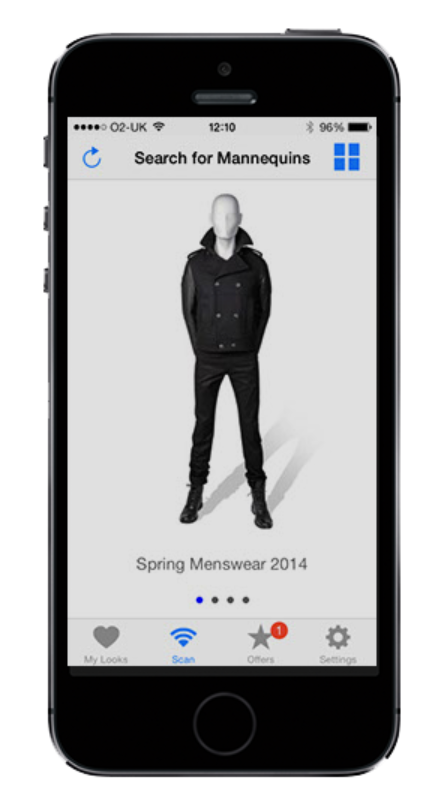 O2-UK 12:10 96%
Search for Mannequins
Spring Menswear 2014
1
My Looks Scan Offers Settings